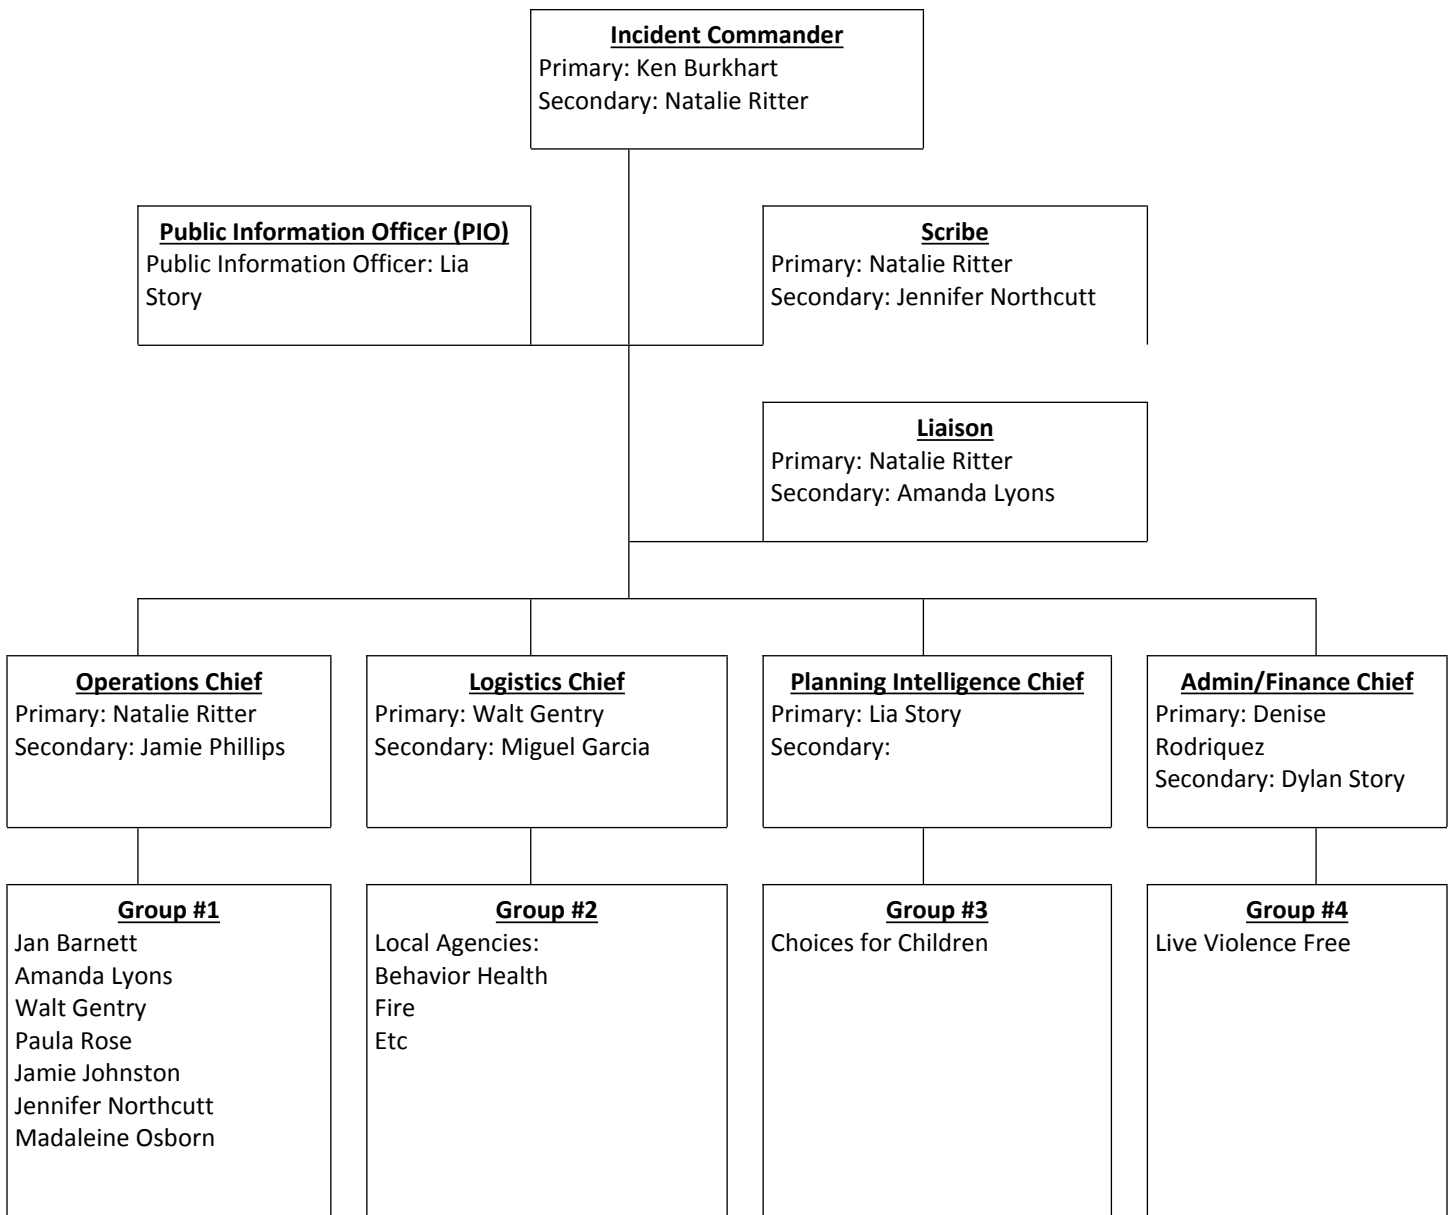 Incident Commander
Primary: Ken Burkhart
Secondary: Natalie Ritter
Public Information Officer (PIO)
Public Information Officer: Lia
Story
Scribe
Primary: Natalie Ritter
Secondary: Jennifer Northcutt
Liaison
Primary: Natalie Ritter
Secondary: Amanda Lyons
Operations Chief
Primary: Natalie Ritter
Secondary: Jamie Phillips
Logistics Chief
Primary: Walt Gentry
Secondary: Miguel Garcia
Planning Intelligence Chief
Primary: Lia Story
Secondary:
Admin/Finance Chief
Primary: Denise
Rodriquez
Secondary: Dylan Story
Group #1
Jan Barnett
Amanda Lyons
Walt Gentry
Paula Rose
Jamie Johnston
Jennifer Northcutt
Madaleine Osborn
Group #2
Local Agencies:
Behavior Health
Fire
Etc
Group #3
Choices for Children
Group #4
Live Violence Free